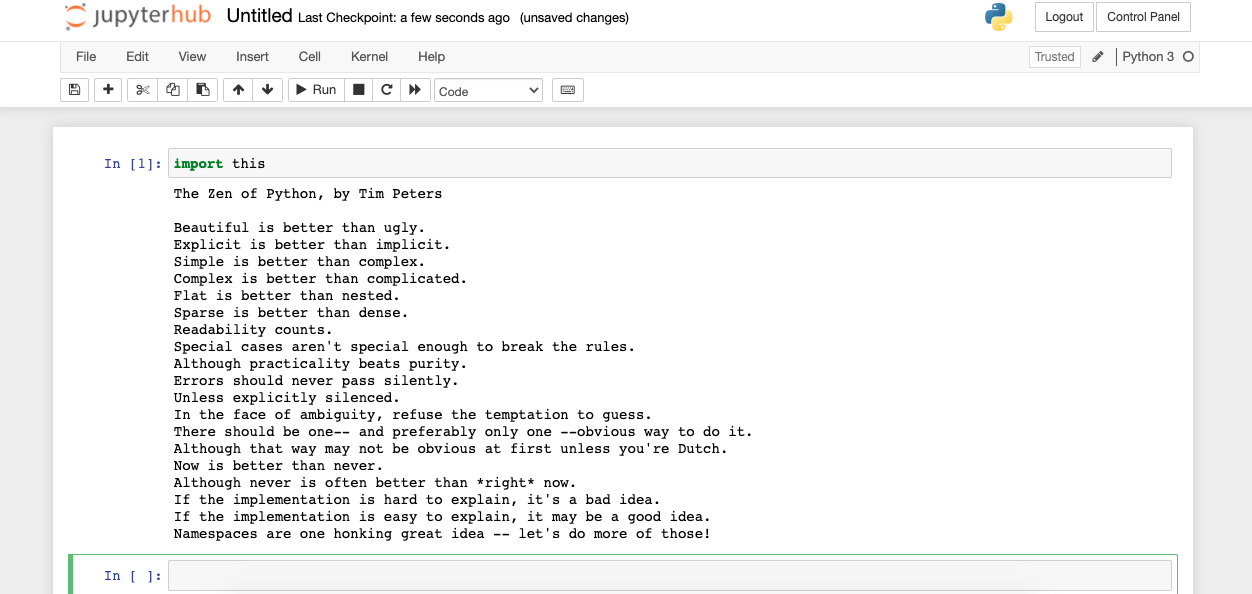 jupyterhub Untitled Last Checkpoint: a few seconds ago (unsaved changes) Logout Control Panel
File Edit View Insert Cell Kernel Help Trusted Python 3
Run Code
In [1]: import this
The Zen of Python, by Tim Peters
Beautiful is better than ugly.
Explicit is better than implicit.
Simple is better than complex.
Complex is better than complicated.
Flat is better than nested.
Sparse is better than dense.
Readability counts.
Special cases aren't special enough to break the rules.
Although practicality beats purity.
Errors should never pass silently.
Unless explicitly silenced.
In the face of ambiguity, refuse the temptation to guess.
There should be one-- and preferably only one --obvious way to do it.
Although that way may not be obvious at first unless you're Dutch.
Now is better than never.
Although never is often better than *right* now.
If the implementation is hard to explain, it's a bad idea.
If the implementation is easy to explain, it may be a good idea.
Namespaces are one honking great idea -- let's do more of those!
In [ ]: